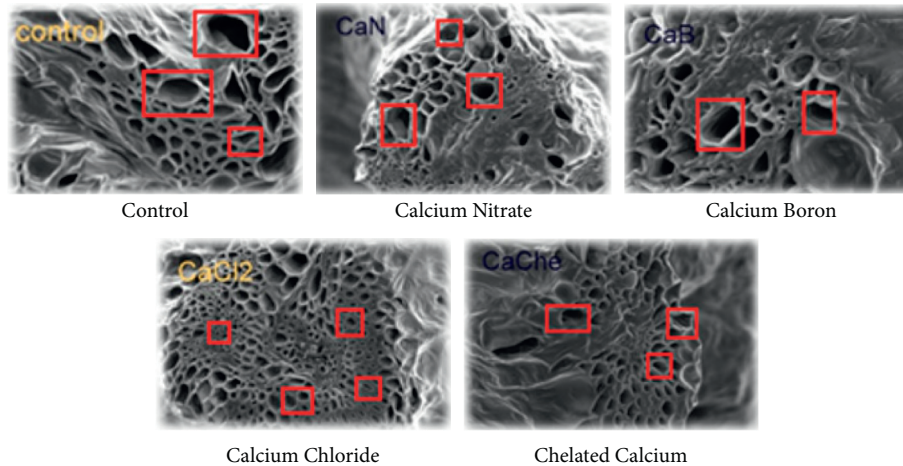 control
CaN
CaB
Control
Calcium Nitrate
Calcium Boron
CaCl2
CaChe
Calcium Chloride
Chelated Calcium